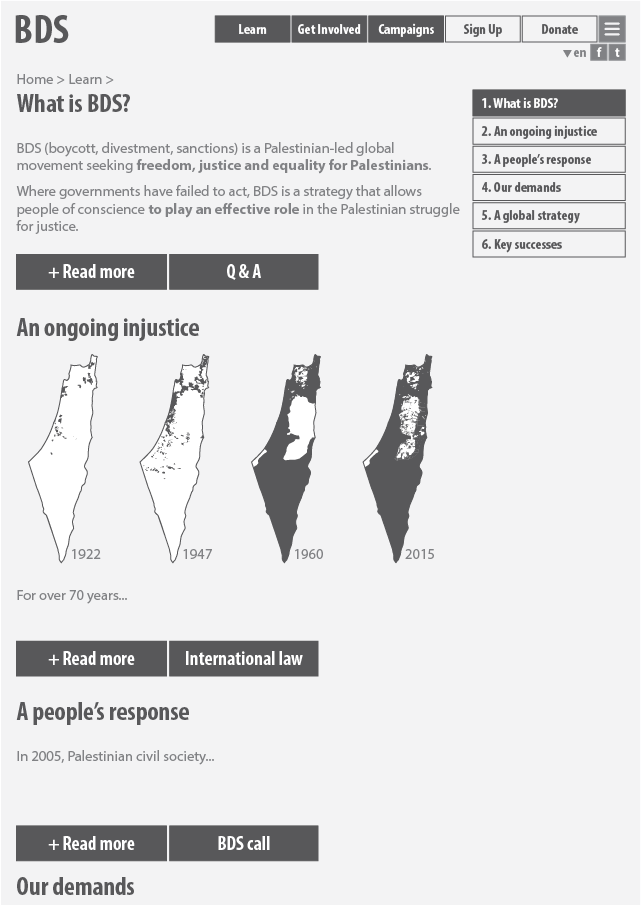 BDS
Learn
Get Involved
Campaigns
Sign Up
Donate
▼en
f
t
Home > Learn >
What is BDS?
BDS (boycott, divestment, sanctions) is a Palestinian-led global
movement seeking freedom, justice and equality for Palestinians.
Where governments have failed to act, BDS is a strategy that allows
people of conscience to play an effective role in the Palestinian struggle
for justice.
+ Read more
Q & A
1. What is BDS?
2. An ongoing injustice
3. A people's response
4. Our demands
5. A global strategy
6. Key successes
An ongoing injustice
1922
1947
1960
2015
For over 70 years...
+ Read more
International law
A people's response
In 2005, Palestinian civil society...
+ Read more
BDS call
Our demands